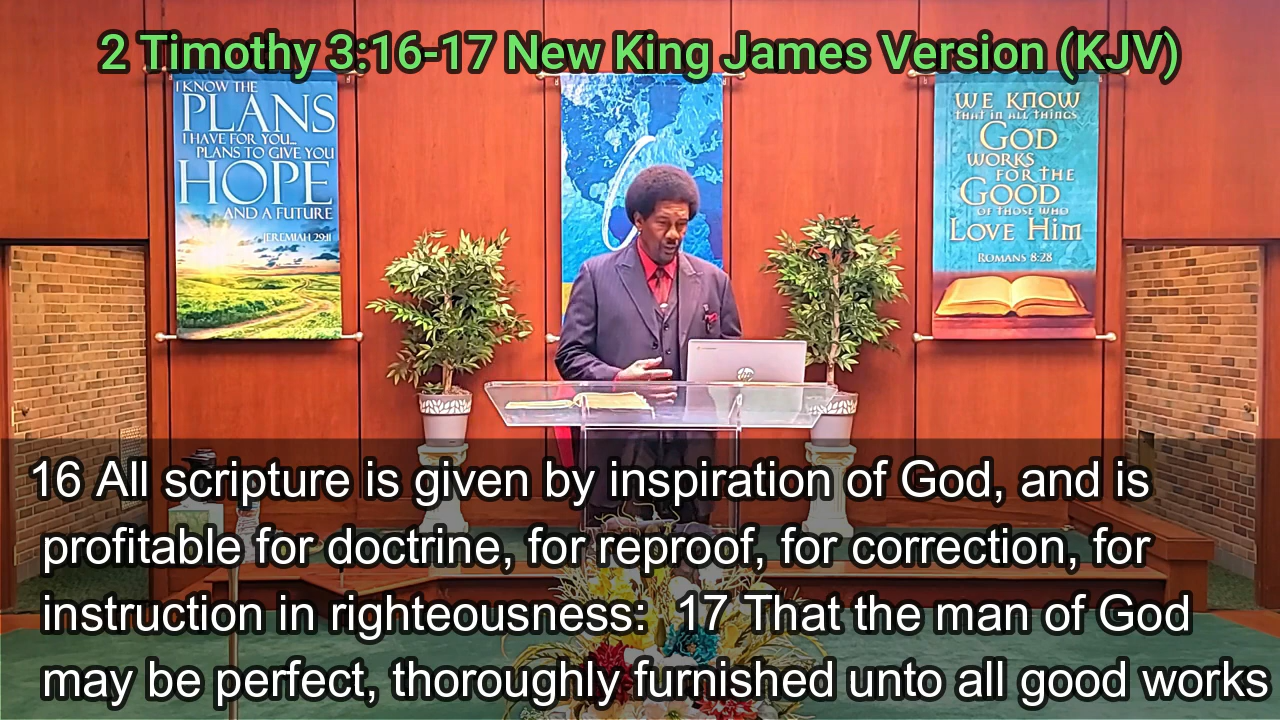 2 Timothy 3:16-17 New King James Version (KJV)
I KNOW THE
PLANS
I HAVE FOR YOU...
PLANS TO GIVE YOU
HOPE
AND A FUTURE
JEREMIAH 29:11
WE KNOW
THAT IN ALL THINGS
GOD
WORKS
FOR THE
GOOD
OF THOSE WHO
LOVE HIM
ROMANS 8:28
hp
16 All scripture is given by inspiration of God, and is
profitable for doctrine, for reproof, for correction, for
instruction in righteousness: 17 That the man of God
may be perfect, thoroughly furnished unto all good works